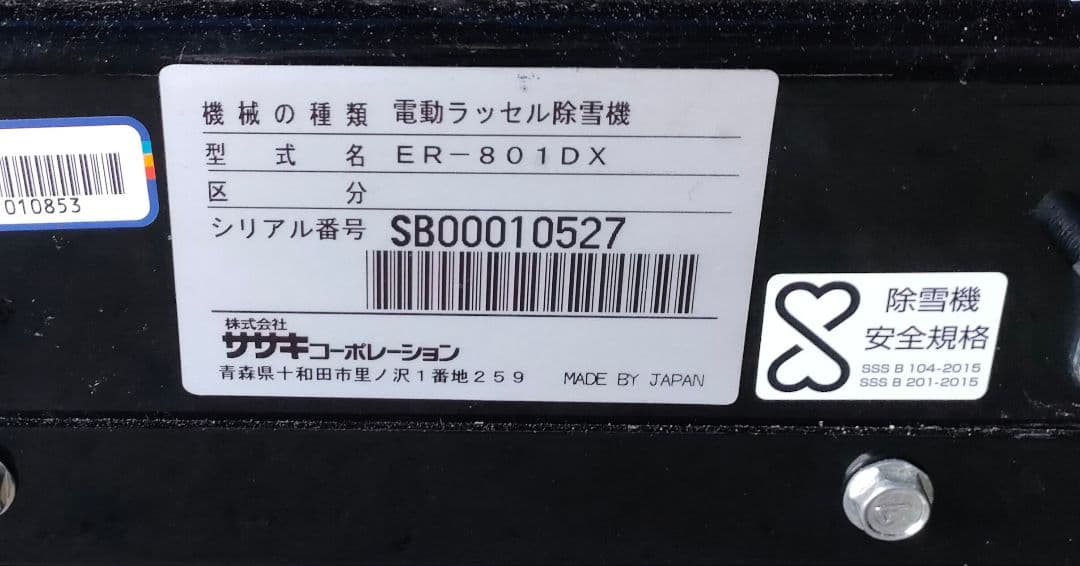 機械の種類 電動ラッセル除雪機
型式名 ER-801DX
区分
シリアル番号 SB00010527
株式会社
ササキコーポレーション
青森県十和田市里ノ沢1番地259 MADE BY JAPAN
010853
除雪機
安全規格
SSS B 104-2015
SSS B 201-2015